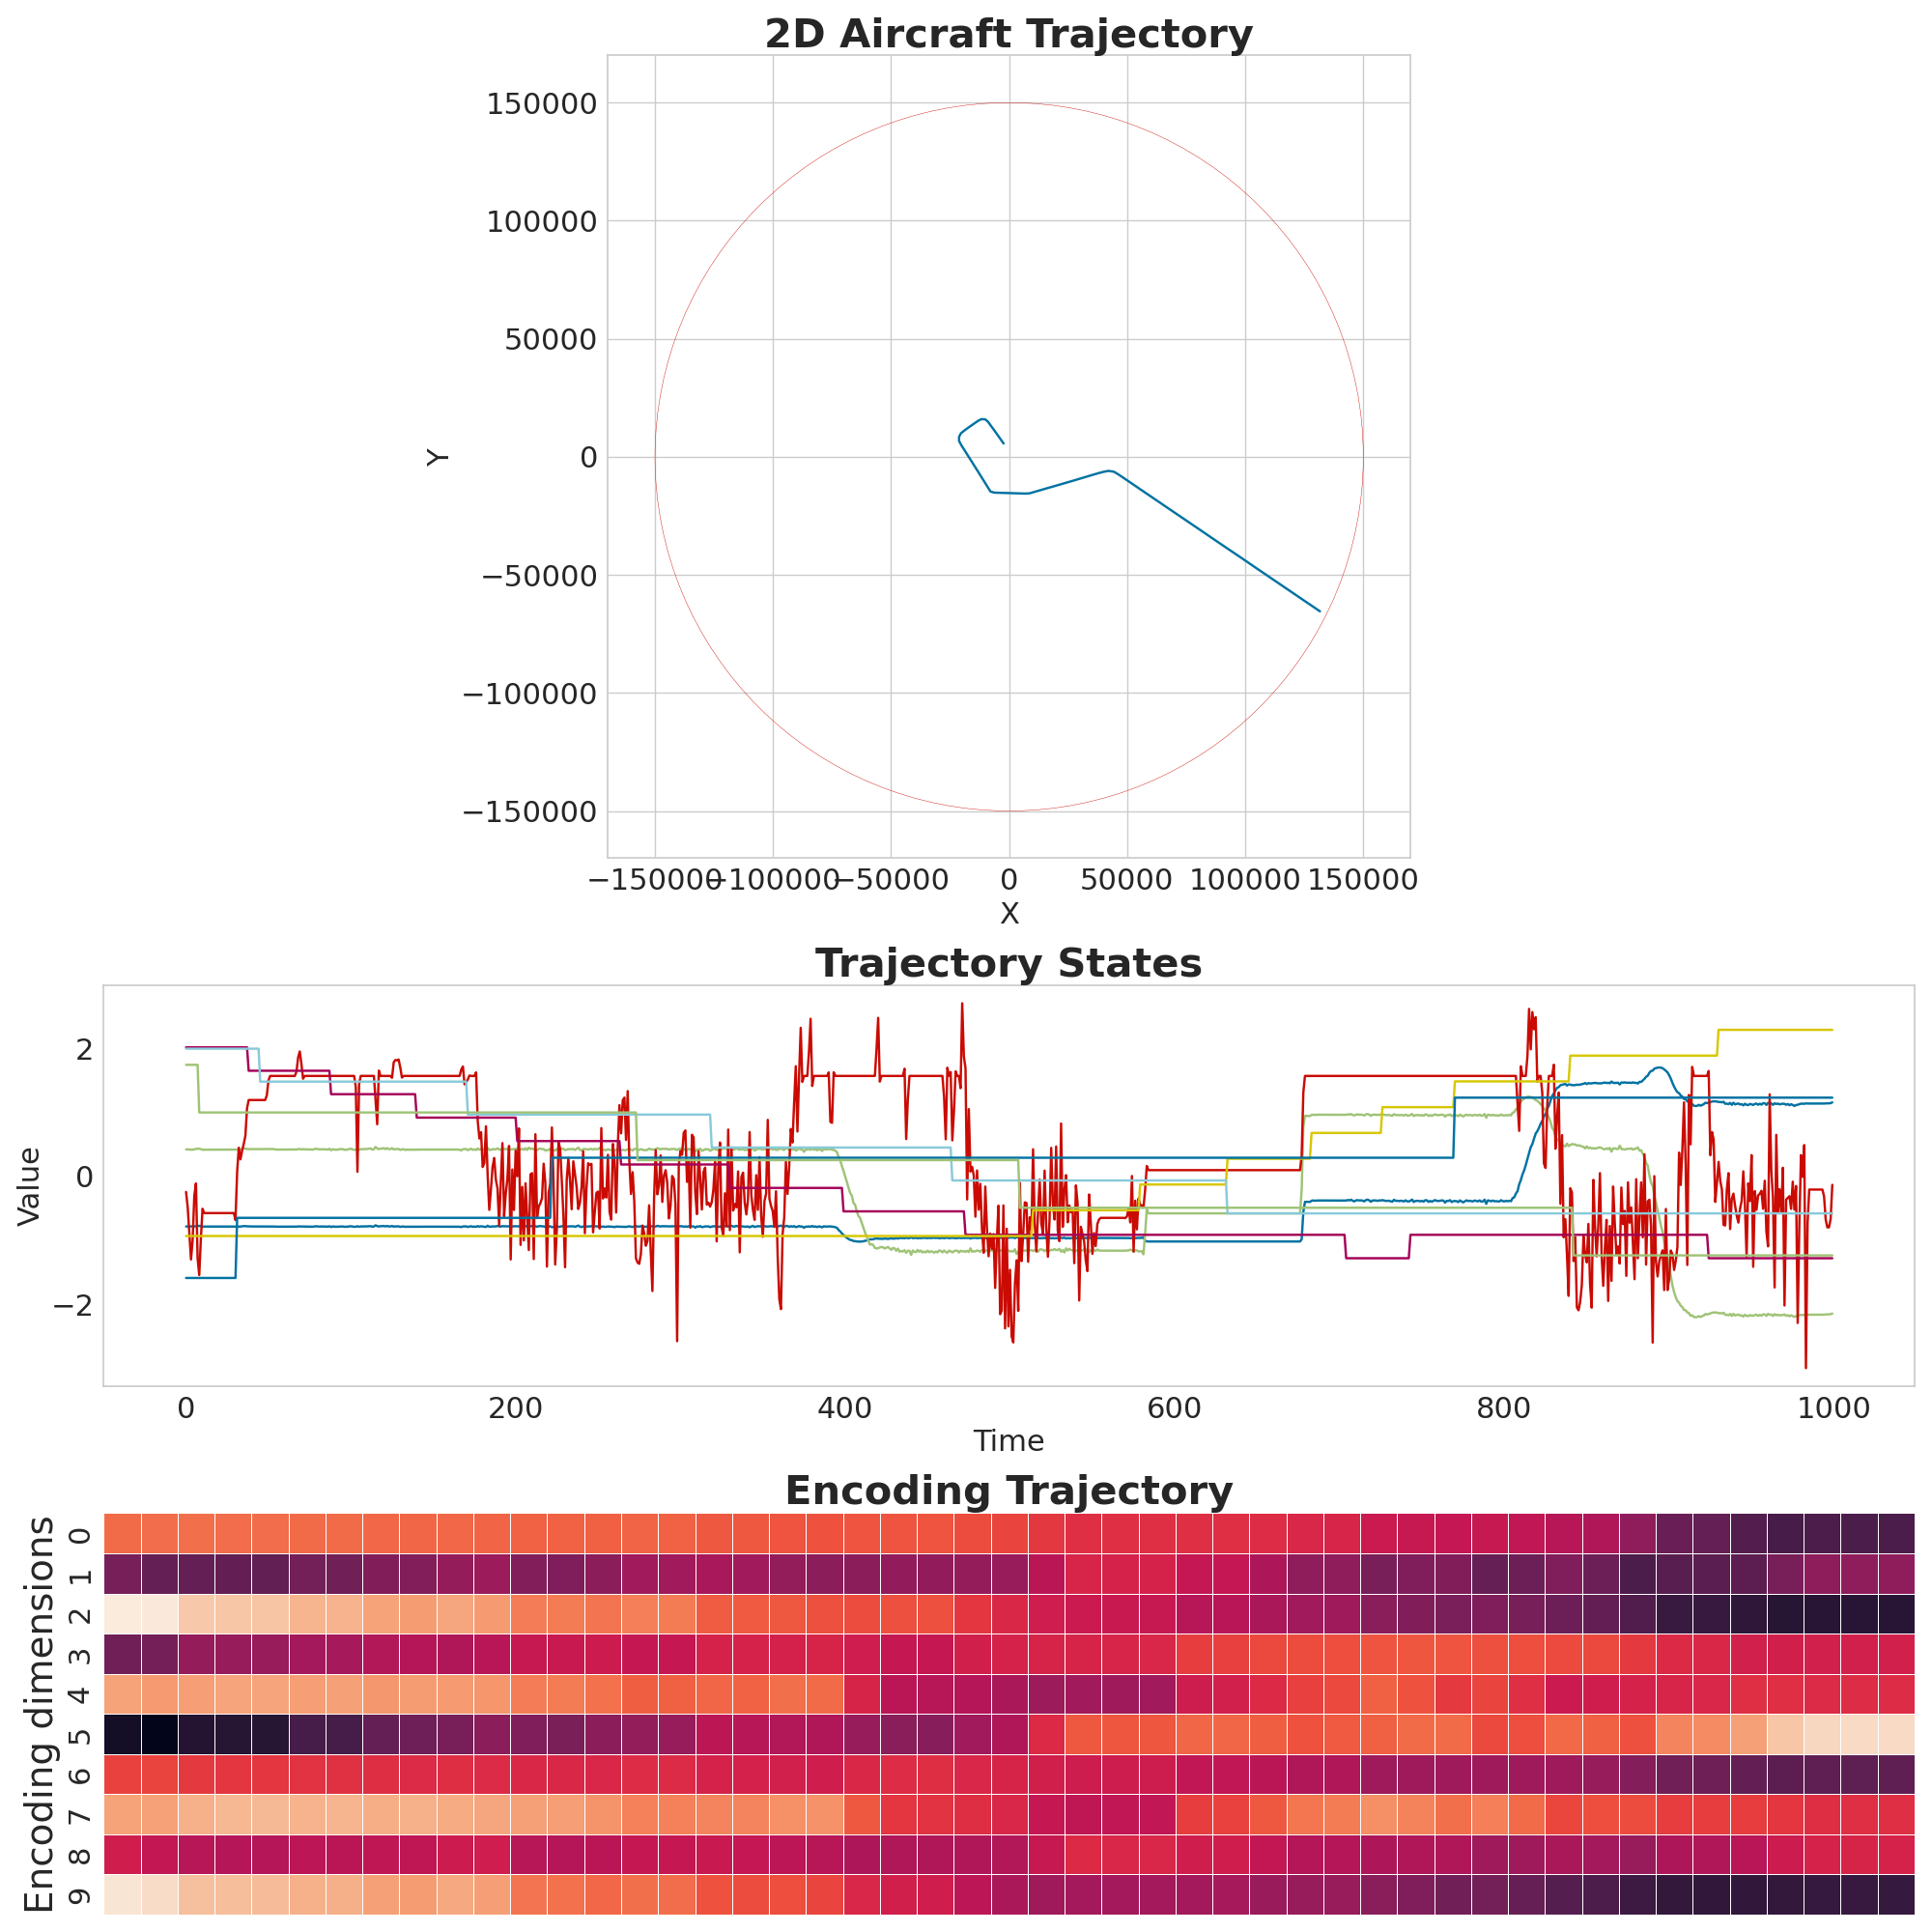 2D Aircraft Trajectory
150000
100000
50000
0
−50000
−100000
−150000
Y
−150000 −100000 −50000 0 50000 100000 150000
X
Trajectory States
2
0
−2
Value
0 200 400 600 800 1000
Time
Encoding Trajectory
Encoding dimensions
0
1
2
3
4
5
6
7
8
9